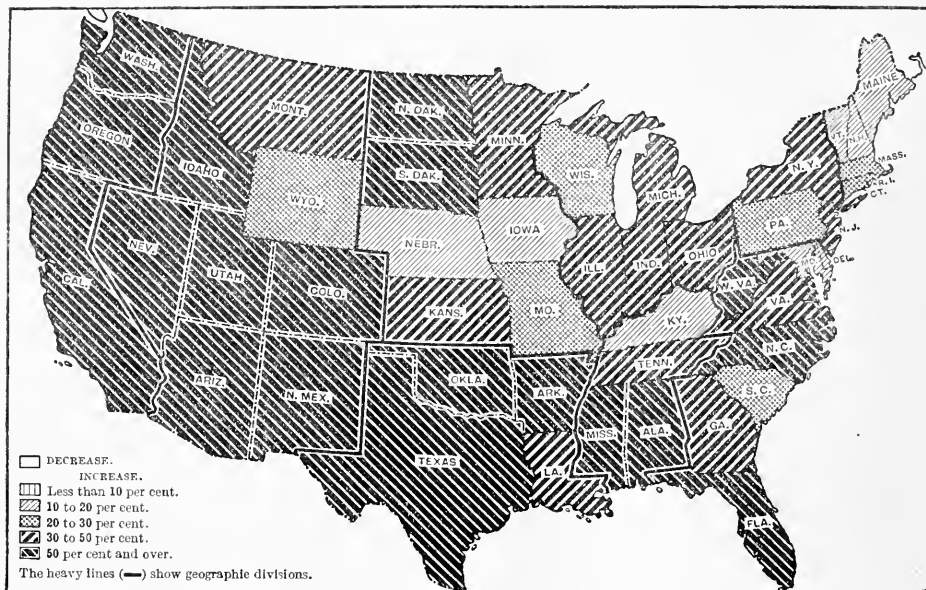 WASH.
MONT.
N. DAK.
MINN.
MAINE
OREGON
IDAHO
S. DAK.
WIS.
MICH.
N.Y.
N.H.
MASS.
R.I.
CT.
WYO.
NEBR.
IOWA
PA.
N.J.
NEV.
UTAH
COLO.
ILL.
IND.
OHIO
DEL.
W. VA.
VA.
CAL.
KANS.
MO.
KY.
ARIZ.
N. MEX.
OKLA.
ARK.
TENN.
N.C.
S.C.
TEXAS
LA.
MISS.
ALA.
GA.
FLA.
DECREASE.
INCREASE.
Less than 10 per cent.
10 to 20 per cent.
20 to 30 per cent.
30 to 50 per cent.
50 per cent and over.
The heavy lines (▬) show geographic divisions.